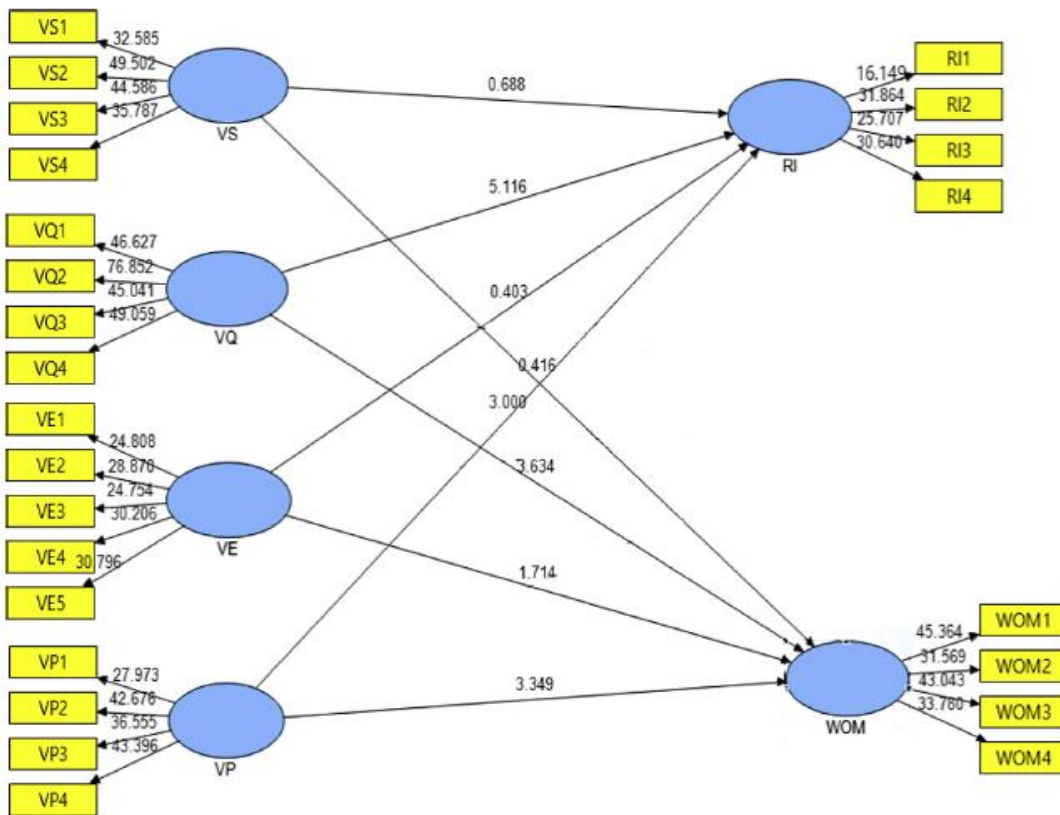 VS1
32.585
VS2
49.502
VS3
44.586
VS4
35.787
VS
VQ1
46.627
VQ2
76.852
VQ3
45.041
VQ4
49.059
VQ
VE1
24.808
VE2
28.870
VE3
24.754
VE4
30.206
VE5
30.796
VE
VP1
27.973
VP2
42.676
VP3
36.555
VP4
43.396
VP
0.688
5.116
0.403
0.416
3.000
3.634
1.714
3.349
RI
16.149
RI1
31.864
RI2
25.707
RI3
30.640
RI4
WOM
45.364
WOM1
31.569
WOM2
43.043
WOM3
33.780
WOM4